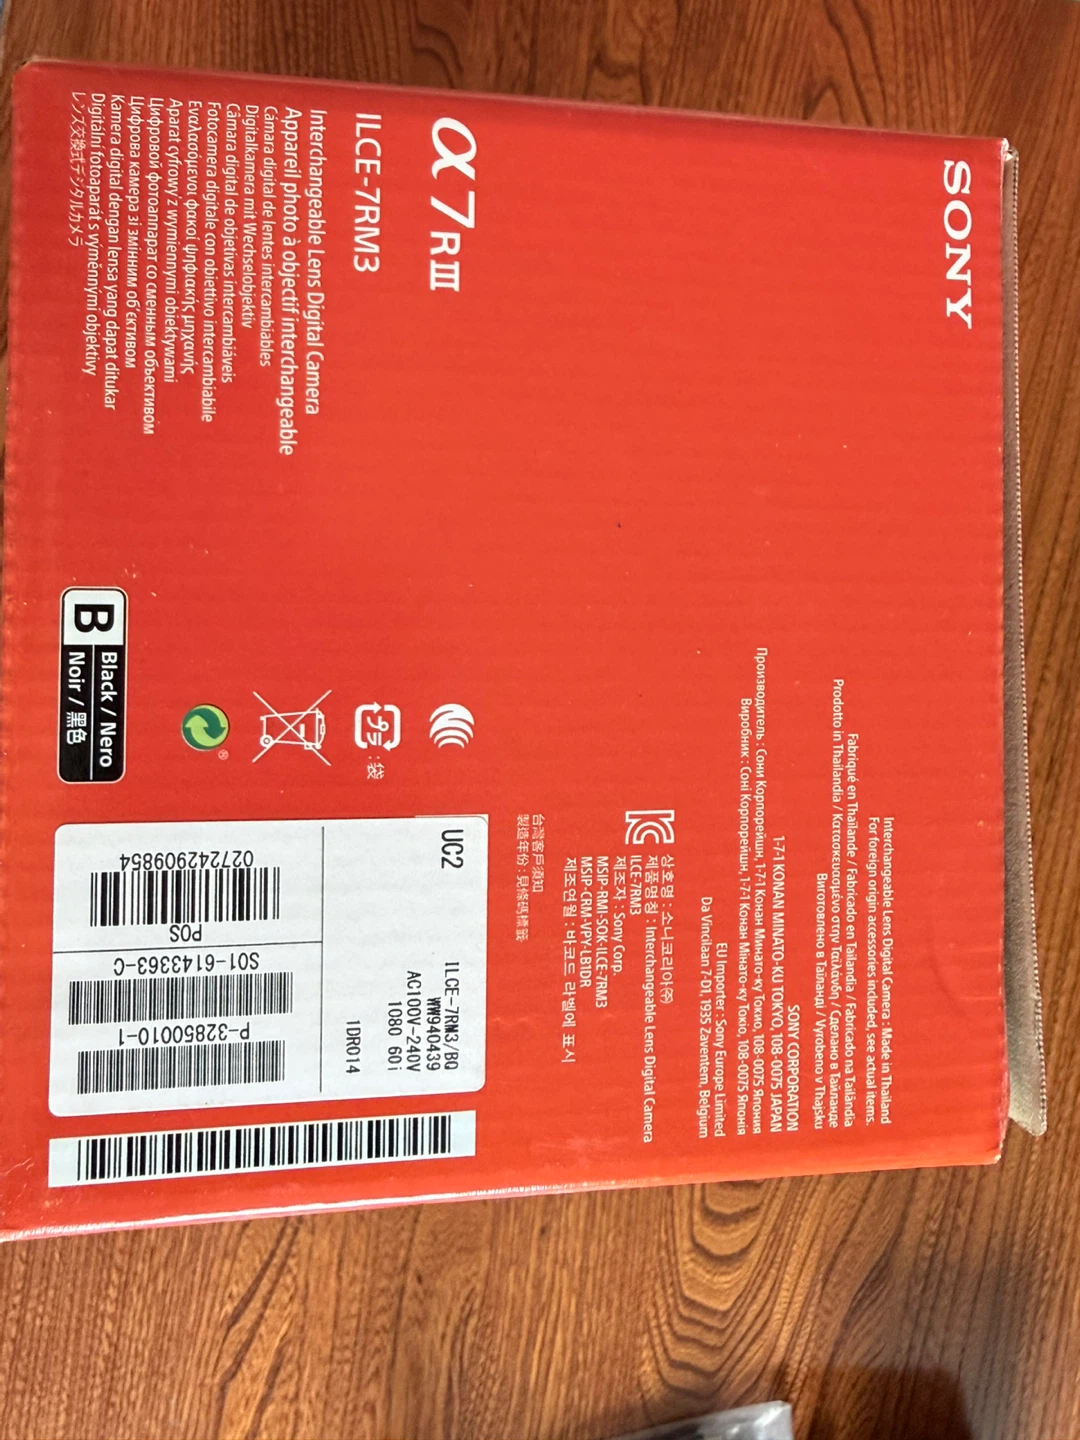 SONY
α7RⅢ
ILCE-7RM3
Interchangeable Lens Digital Camera
Appareil photo à objectif interchangeable
Cámara digital de lentes intercambiables
Digitalkamera mit Wechselobjektiv
Câmara digital de objetivas intercambiáveis
Fotocamera digitale con obiettivo intercambiabile
Εναλλασσόμενοι φακοί ψηφιακής μηχανής
Aparat cyfrowy z wymiennymi obiektywami
Цифровой фотоаппарат со сменным объективом
Цифрова камера зі змінним об'єктивом
Kamera digital dengan lensa yang dapat ditukar
Digitální fotoaparát s výměnnými objektivy
レンズ交換式デジタルカメラ
Interchangeable Lens Digital Camera : Made in Thailand
For foreign origin accessories included, see actual items.
Fabriqué en Thaïlande / Fabricado en Tailandia / Fabricado na Tailândia
Prodotto in Thailandia / Κατασκευασμένο στην Ταϊλάνδη / Сделано в Таиланде
Виготовлено в Таїланді / Vyrobeno v Thajsku
SONY CORPORATION
1-7-1 KONAN MINATO-KU TOKYO, 108-0075 JAPAN
Производитель : Сони Корпорейшн, 1-7-1 Конан Минато-ку Токио, 108-0075 Япония
Виробник : Соні Корпорейшн, 1-7-1 Конан Мінато-ку Токіо, 108-0075 Японія
EU Importer : Sony Europe Limited
Da Vincilaan 7-D1, 1935 Zaventem, Belgium
상호명 : 소니코리아㈜
제품명칭 : Interchangeable Lens Digital Camera
ILCE-7RM3
제조자 : Sony Corp.
MSIP-RMI-SOK-ILCE-7RM3
MSIP-CRM-VPY-LB1DR
제조연월 : 바코드 라벨에 표시
台灣客戶須知
製造年份 : 見條碼標籤
: 袋
®
B
Black / Nero
Noir / 黑色
UC2
ILCE-7RM3/BQ
WW940439
AC100V-240V
1080 60i
1DR014
P-32850010-1
S01-6143363-C
POS
027242909854